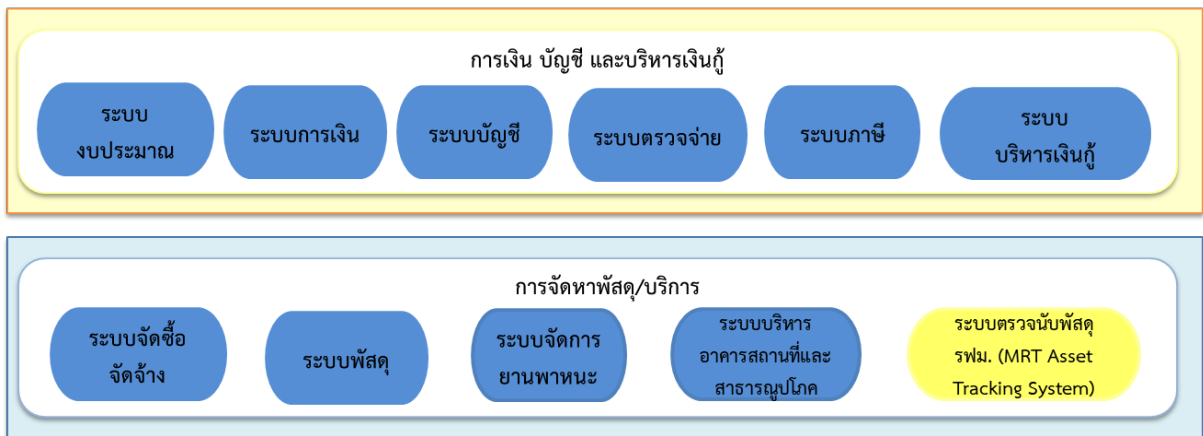 การเงิน บัญชี และบริหารเงินกู้
ระบบ
งบประมาณ
ระบบการเงิน
ระบบบัญชี
ระบบตรวจจ่าย
ระบบภาษี
ระบบ
บริหารเงินกู้
การจัดหาพัสดุ/บริการ
ระบบจัดซื้อ
จัดจ้าง
ระบบพัสดุ
ระบบจัดการ
ยานพาหนะ
ระบบบริหาร
อาคารสถานที่และ
สาธารณูปโภค
ระบบตรวจนับพัสดุ
รฟม. (MRT Asset
Tracking System)